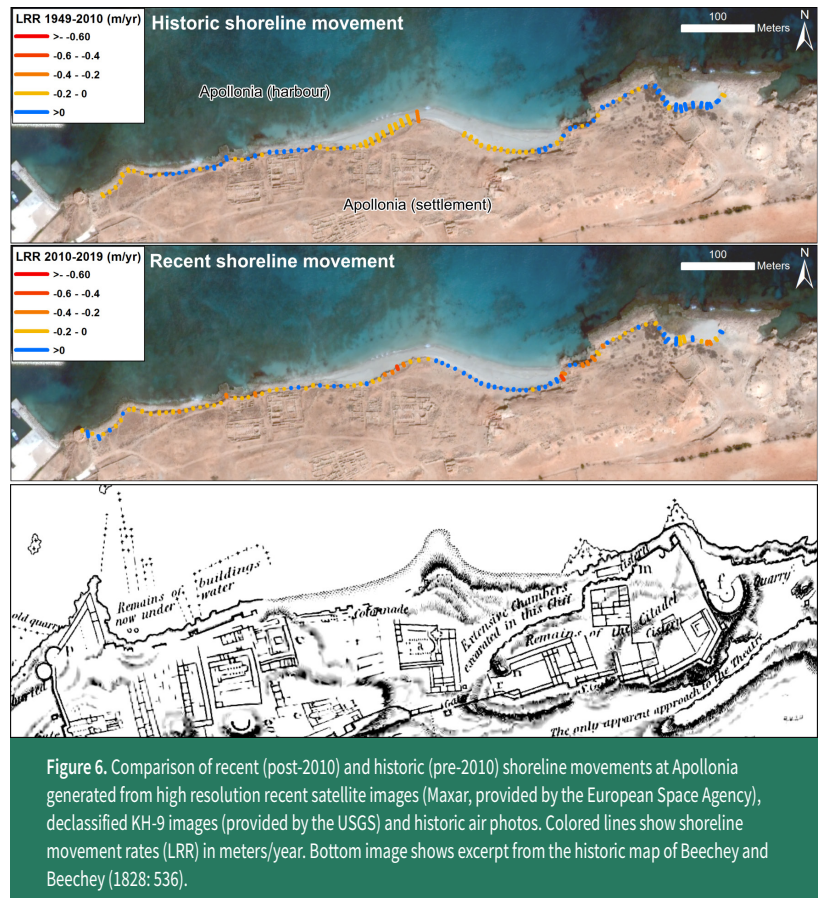 LRR 1949-2010 (m/yr)
>- -0.60
-0.6 - -0.4
-0.4 - -0.2
-0.2 - 0
>0
Historic shoreline movement
100
Meters
N
Apollonia (harbour)
Apollonia (settlement)
LRR 2010-2019 (m/yr)
>- -0.60
-0.6 - -0.4
-0.4 - -0.2
-0.2 - 0
>0
Recent shoreline movement
100
Meters
N
Remains of buildings
now under water
old quarry
Colonnade
Extensive Chambers
excavated in this Cliff
Remains of the Citadel
Cistern
quarry
f
m
n
r
a
c
e
The only apparent approach to the Theatre
Figure 6. Comparison of recent (post-2010) and historic (pre-2010) shoreline movements at Apollonia
generated from high resolution recent satellite images (Maxar, provided by the European Space Agency),
declassified KH-9 images (provided by the USGS) and historic air photos. Colored lines show shoreline
movement rates (LRR) in meters/year. Bottom image shows excerpt from the historic map of Beechey and
Beechey (1828: 536).